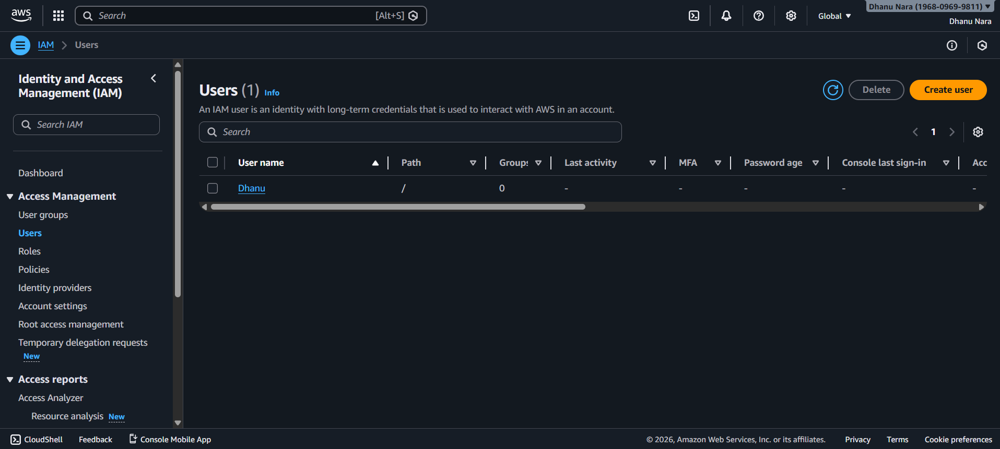 aws
Search [Alt+S]
Global
Dhanu Nara (1968-0969-9811)
Dhanu Nara
IAM
Users
Identity and Access
Management (IAM)
Search IAM
Dashboard
Access Management
User groups
Users
Roles
Policies
Identity providers
Account settings
Root access management
Temporary delegation requests
New
Access reports
Access Analyzer
Resource analysis New
Users (1) Info
Delete
Create user
An IAM user is an identity with long-term credentials that is used to interact with AWS in an account.
Search
1
User name Path Groups Last activity MFA Password age Console last sign-in Acc
Dhanu / 0 - - - - -
CloudShell Feedback Console Mobile App © 2026, Amazon Web Services, Inc. or its affiliates. Privacy Terms Cookie preferences